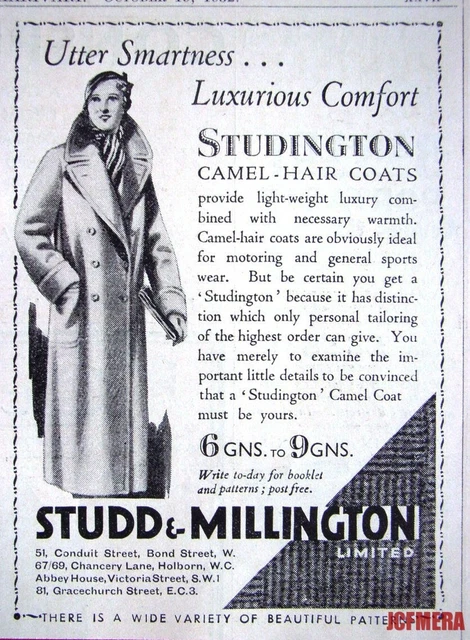 OCTOBER
Utter Smartness . . .
Luxurious Comfort
STUDINGTON
CAMEL-HAIR COATS
provide light-weight luxury com-
bined with necessary warmth.
Camel-hair coats are obviously ideal
for motoring and general sports
wear. But be certain you get a
'Studington' because it has distinc-
tion which only personal tailoring
of the highest order can give. You
have merely to examine the im-
portant little details to be convinced
that a 'Studington' Camel Coat
must be yours.
6 GNS. TO 9 GNS.
Write to-day for booklet
and patterns ; post free.
STUDD & MILLINGTON
LIMITED
51, Conduit Street, Bond Street, W.
67/69, Chancery Lane, Holborn, W.C.
Abbey House, Victoria Street, S.W.1
81, Gracechurch Street, E.C.3.
THERE IS A WIDE VARIETY OF BEAUTIFUL
JOFMERA